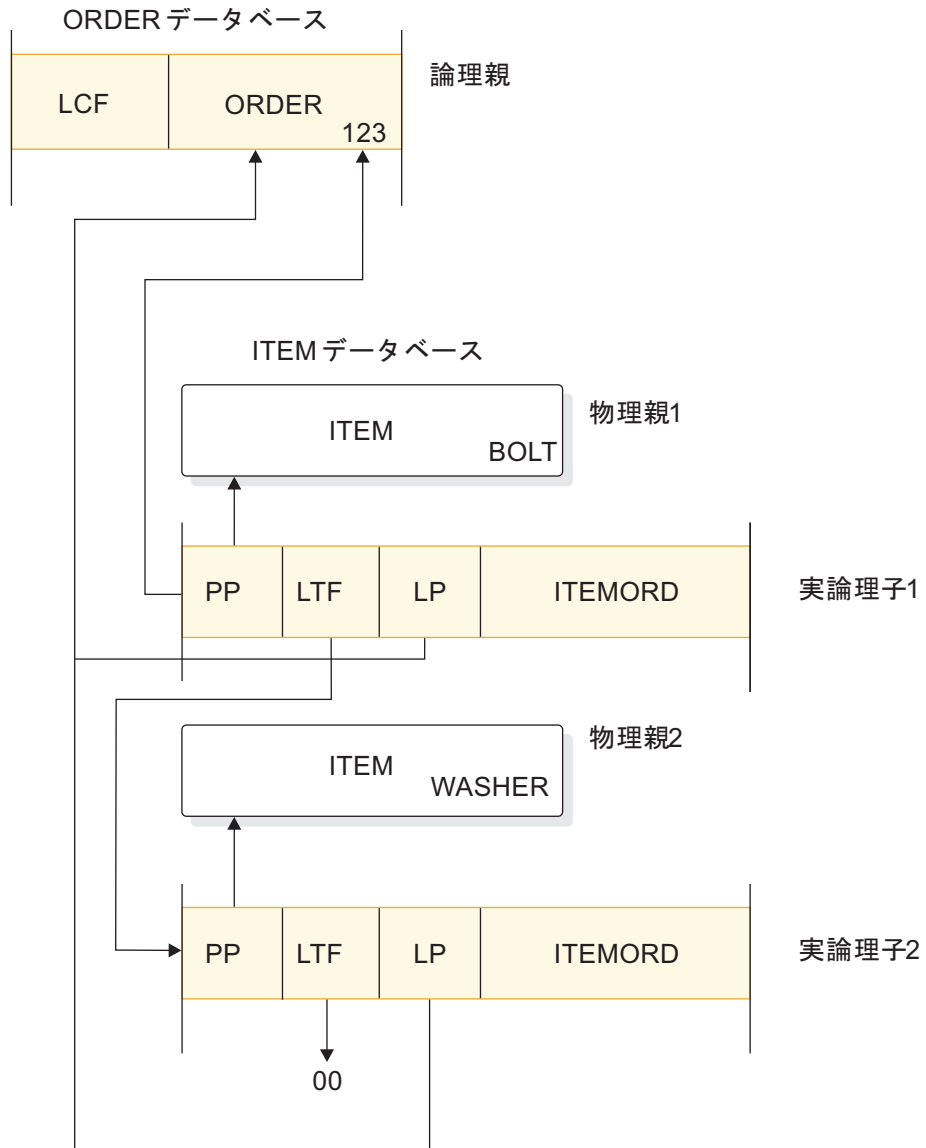 ORDER データベース
論理親
LCF
ORDER
123
ITEM データベース
物理親1
ITEM
BOLT
PP
LTF
LP
ITEMORD
実論理子1
物理親2
ITEM
WASHER
PP
LTF
LP
ITEMORD
実論理子2
00